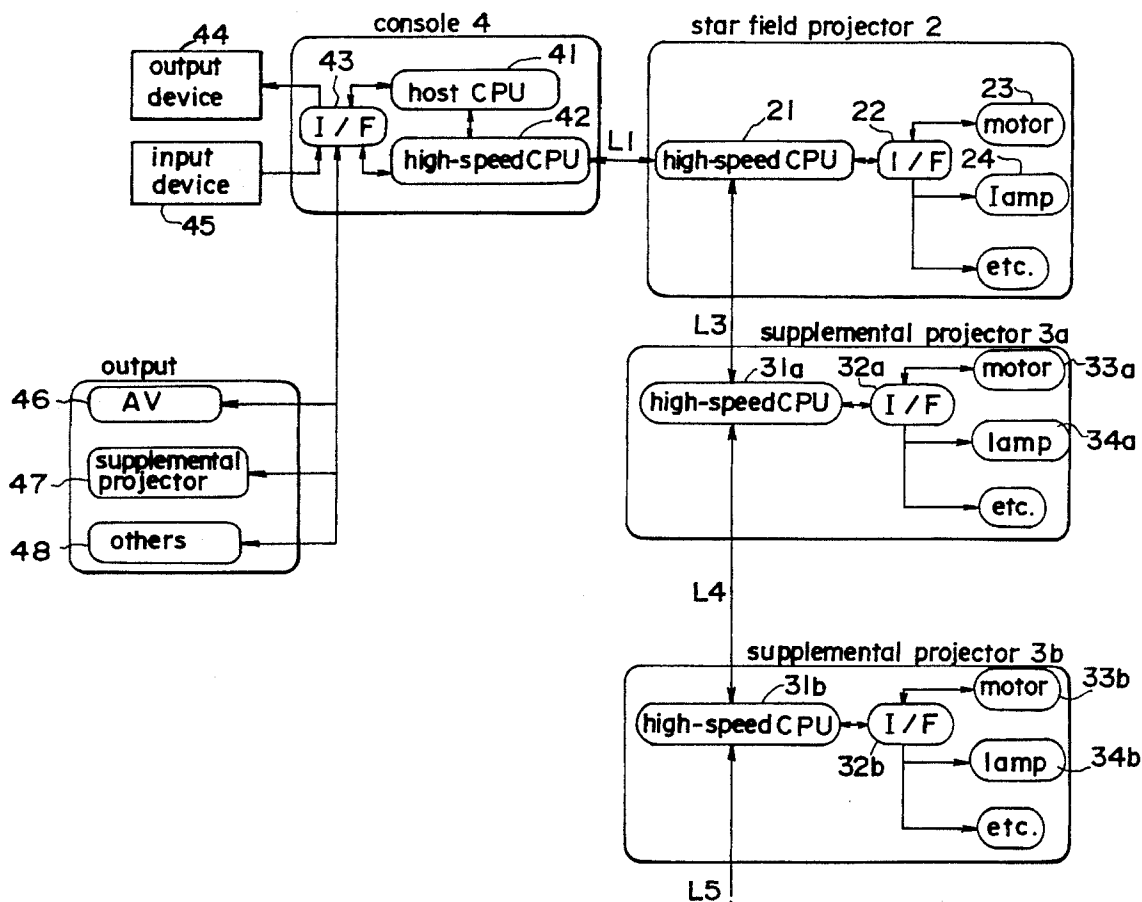 console 4
44
output
device
43
I/F
41
host CPU
42
high-speed CPU
input
device
45
L1
star field projector 2
21
high-speed CPU
22
I/F
23
motor
24
lamp
etc.
L3
supplemental projector 3a
31a
high-speed CPU
32a
I/F
motor
33a
lamp
34a
etc.
output
46
AV
47
supplemental
projector
48
others
L4
supplemental projector 3b
31b
high-speed CPU
I/F
32b
motor
33b
lamp
34b
etc.
L5